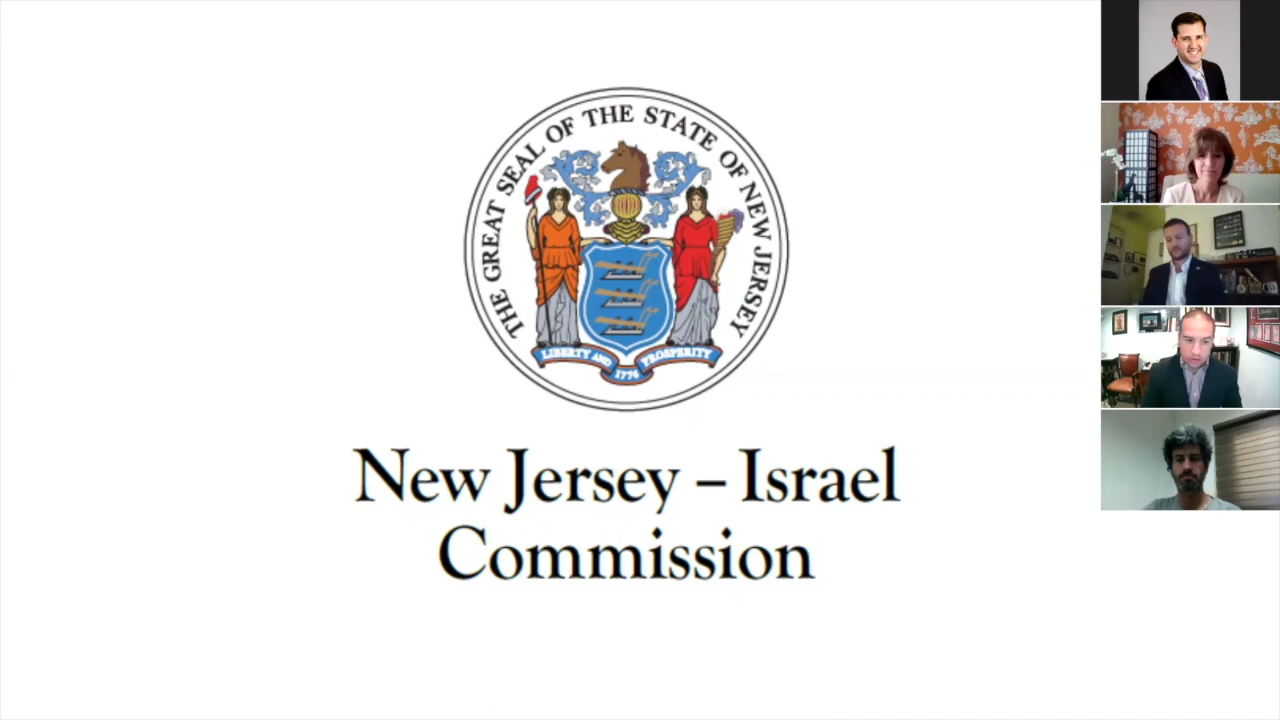 THE GREAT SEAL OF THE STATE OF NEW JERSEY
LIBERTY AND
PROSPERITY
1776
New Jersey – Israel
Commission